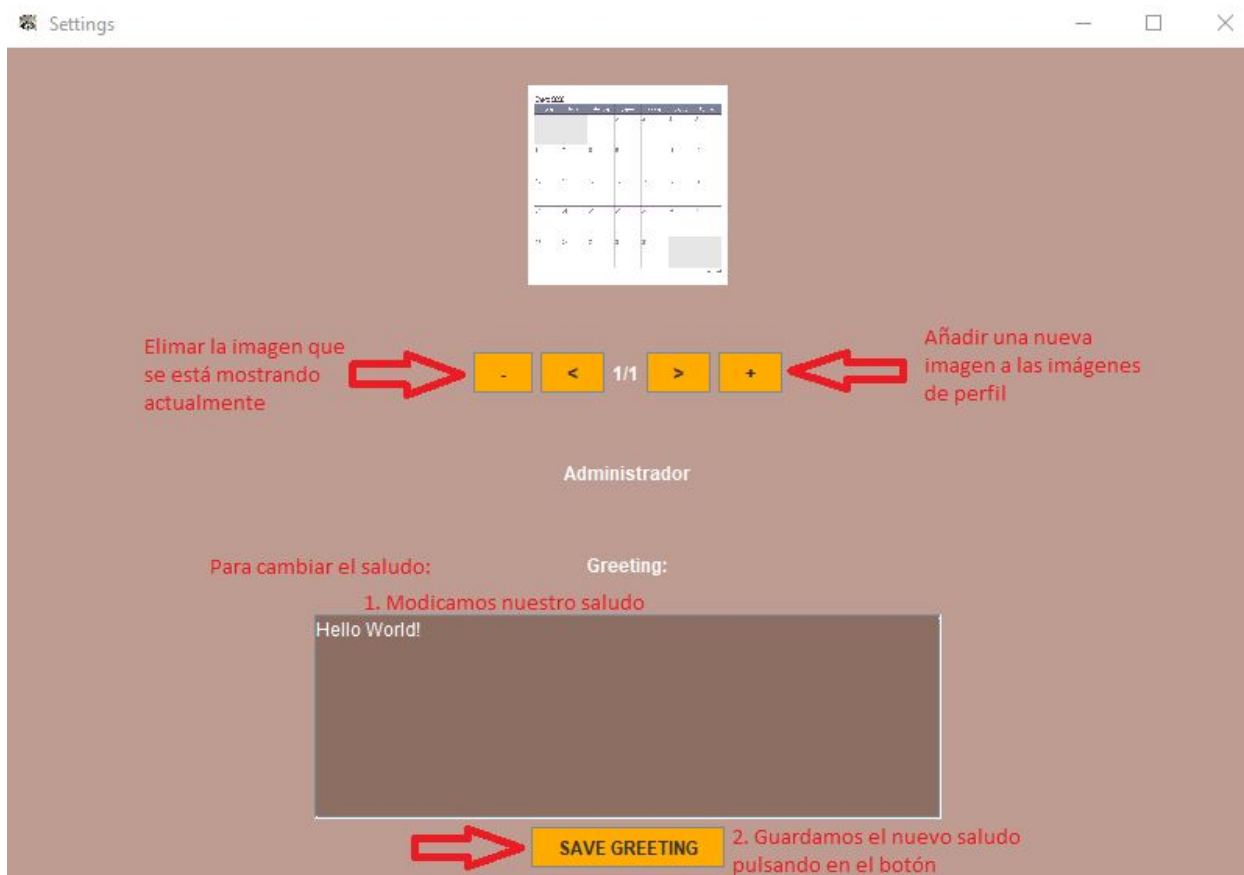 Settings
Elimar la imagen que
se está mostrando
actualmente
- < 1/1 > +
Añadir una nueva
imagen a las imágenes
de perfil
Administrador
Para cambiar el saludo:
Greeting:
1. Modicamos nuestro saludo
Hello World!
SAVE GREETING
2. Guardamos el nuevo saludo
pulsando en el botón